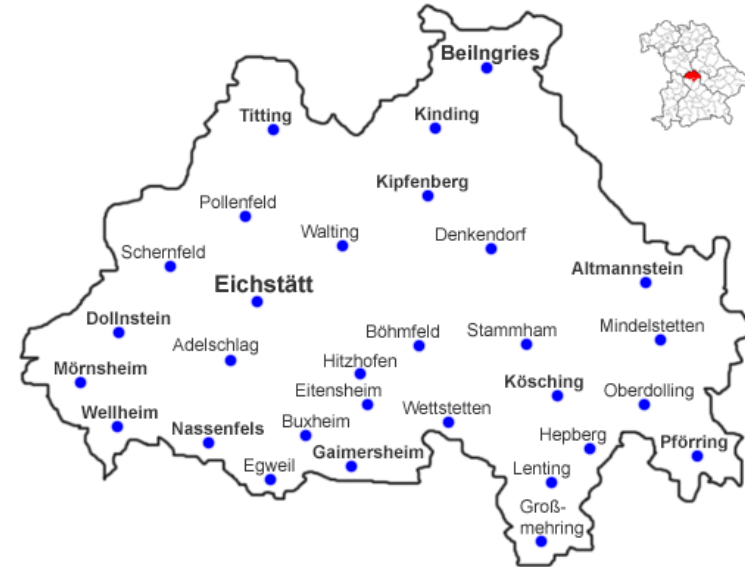 Beilngries
Titting
Kinding
Kipfenberg
Pollenfeld
Walting
Denkendorf
Schernfeld
Altmannstein
Eichstätt
Dollnstein
Adelschlag
Böhmfeld
Stammham
Mindelstetten
Mörnsheim
Hitzhofen
Kösching
Eitensheim
Oberdolling
Wellheim
Wettstetten
Nassenfels
Buxheim
Hepberg
Pförring
Gaimersheim
Egweil
Lenting
Groß-
mehring